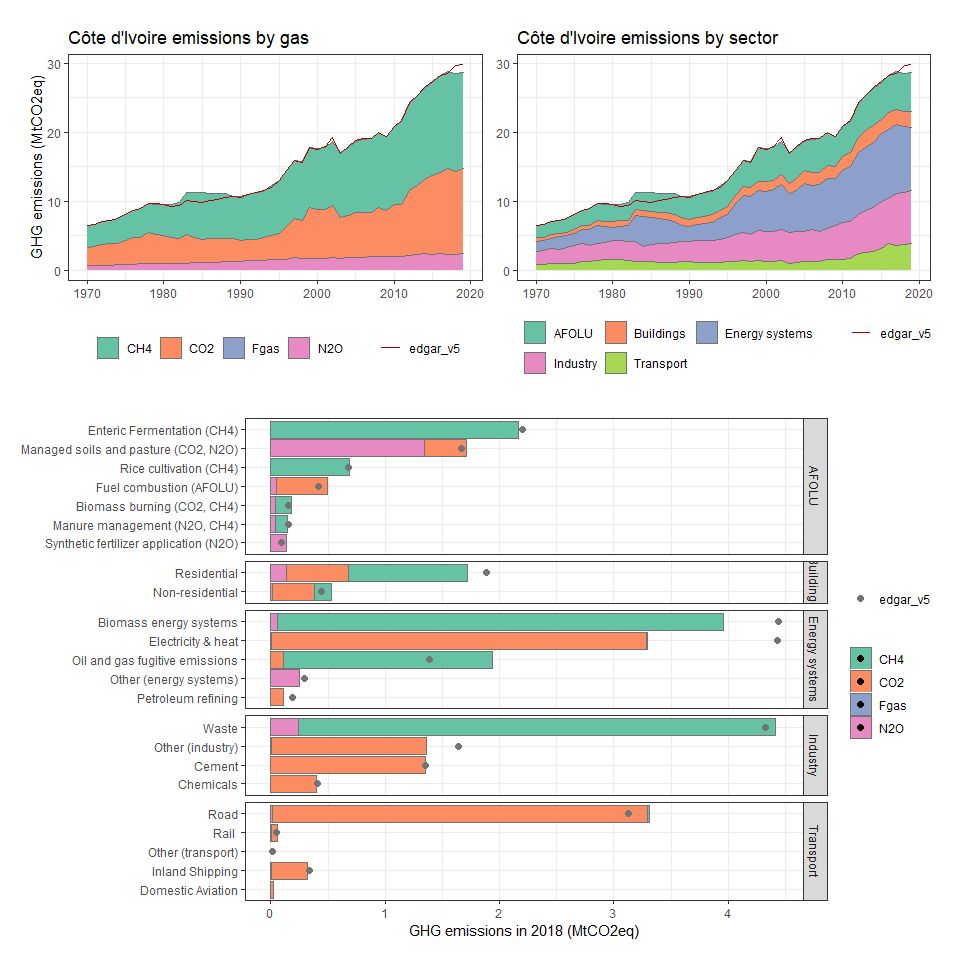 Côte d'Ivoire emissions by gas
GHG emissions (MtCO2eq)
30
20
10
0
1970 1980 1990 2000 2010 2020
CH4 CO2 Fgas N2O edgar_v5
Côte d'Ivoire emissions by sector
30
20
10
0
1970 1980 1990 2000 2010 2020
AFOLU Buildings Energy systems edgar_v5
Industry Transport
Enteric Fermentation (CH4)
Managed soils and pasture (CO2, N2O)
Rice cultivation (CH4)
Fuel combustion (AFOLU)
Biomass burning (CO2, CH4)
Manure management (N2O, CH4)
Synthetic fertilizer application (N2O)
AFOLU
Residential
Non-residential
uilding
Biomass energy systems
Electricity & heat
Oil and gas fugitive emissions
Other (energy systems)
Petroleum refining
Energy systems
Waste
Other (industry)
Cement
Chemicals
Industry
Road
Rail
Other (transport)
Inland Shipping
Domestic Aviation
Transport
0 1 2 3 4
GHG emissions in 2018 (MtCO2eq)
edgar_v5
CH4
CO2
Fgas
N2O